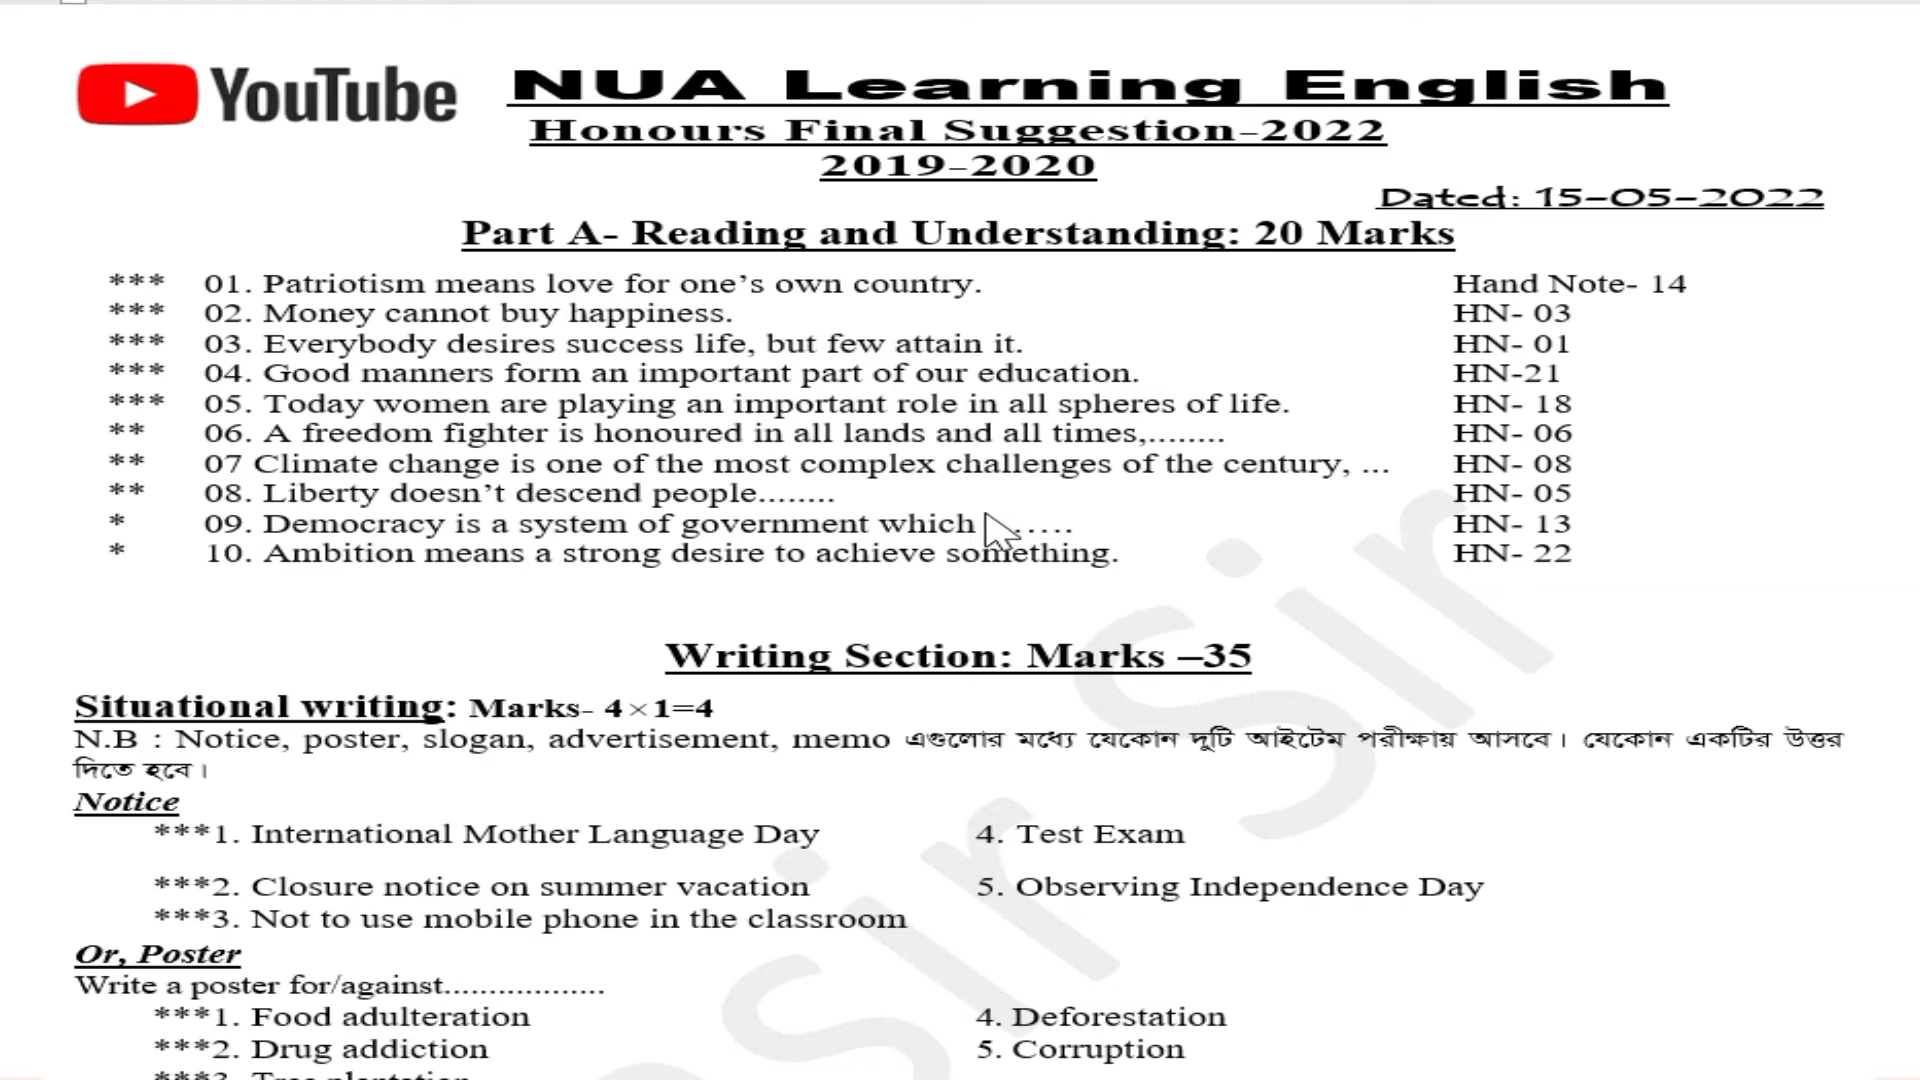 YouTube NUA Learning English
Honours Final Suggestion-2022
2019-2020
Dated: 15-05-2022
Part A- Reading and Understanding: 20 Marks
*** 01. Patriotism means love for one's own country. Hand Note- 14
*** 02. Money cannot buy happiness. HN- 03
*** 03. Everybody desires success life, but few attain it. HN- 01
*** 04. Good manners form an important part of our education. HN-21
*** 05. Today women are playing an important role in all spheres of life. HN- 18
** 06. A freedom fighter is honoured in all lands and all times,........ HN- 06
** 07 Climate change is one of the most complex challenges of the century, ... HN- 08
** 08. Liberty doesn't descend people........ HN- 05
* 09. Democracy is a system of government which ...... HN- 13
* 10. Ambition means a strong desire to achieve something. HN- 22
Writing Section: Marks –35
Situational writing: Marks- 4×1=4
N.B : Notice, poster, slogan, advertisement, memo এগুলোর মধ্যে যেকোন দুটি আইটেম পরীক্ষায় আসবে। যেকোন একটির উত্তর
দিতে হবে।
Notice
***1. International Mother Language Day 4. Test Exam
***2. Closure notice on summer vacation 5. Observing Independence Day
***3. Not to use mobile phone in the classroom
Or, Poster
Write a poster for/against..................
***1. Food adulteration 4. Deforestation
***2. Drug addiction 5. Corruption
***3. Tree plantation
Sir Sir